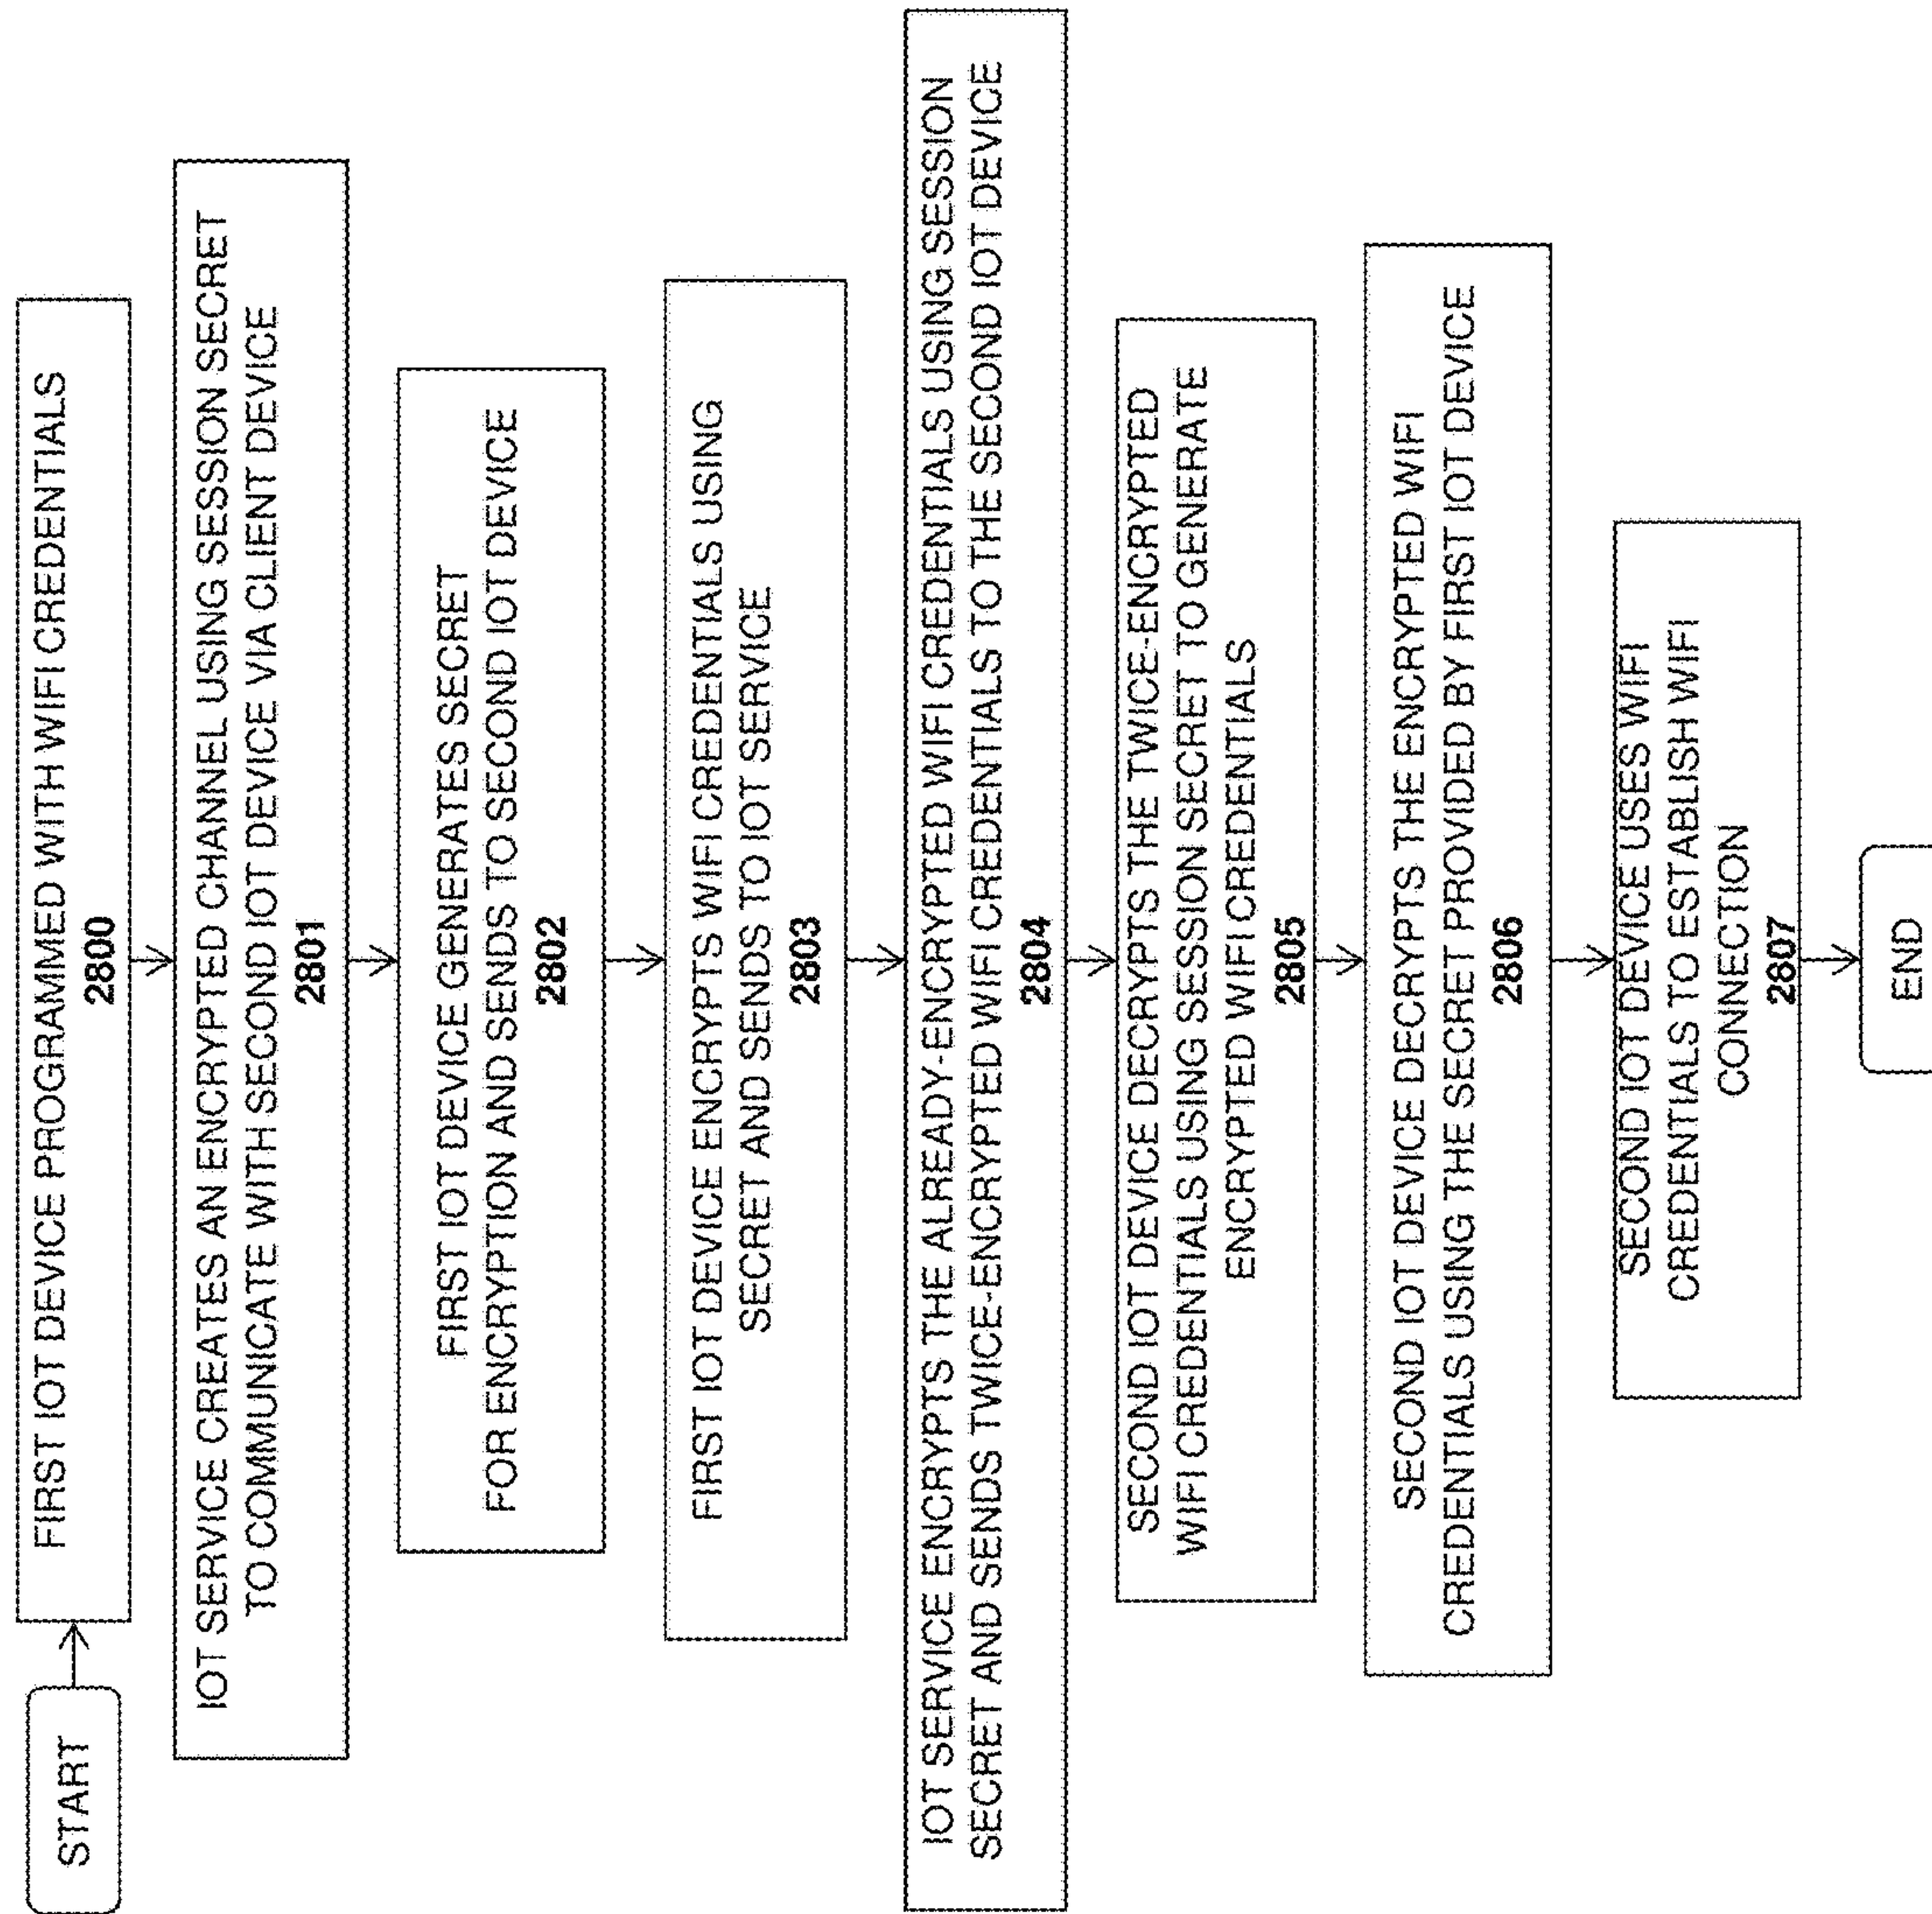 START
FIRST IOT DEVICE PROGRAMMED WITH WIFI CREDENTIALS
2800
IOT SERVICE CREATES AN ENCRYPTED CHANNEL USING SESSION SECRET
TO COMMUNICATE WITH SECOND IOT DEVICE VIA CLIENT DEVICE
2801
FIRST IOT DEVICE GENERATES SECRET
FOR ENCRYPTION AND SENDS TO SECOND IOT DEVICE
2802
FIRST IOT DEVICE ENCRYPTS WIFI CREDENTIALS USING
SECRET AND SENDS TO IOT SERVICE
2803
IOT SERVICE ENCRYPTS THE ALREADY-ENCRYPTED WIFI CREDENTIALS USING SESSION
SECRET AND SENDS TWICE-ENCRYPTED WIFI CREDENTIALS TO THE SECOND IOT DEVICE
2804
SECOND IOT DEVICE DECRYPTS THE TWICE-ENCRYPTED
WIFI CREDENTIALS USING SESSION SECRET TO GENERATE
ENCRYPTED WIFI CREDENTIALS
2805
SECOND IOT DEVICE DECRYPTS THE ENCRYPTED WIFI
CREDENTIALS USING THE SECRET PROVIDED BY FIRST IOT DEVICE
2806
SECOND IOT DEVICE USES WIFI
CREDENTIALS TO ESTABLISH WIFI
CONNECTION
2807
END